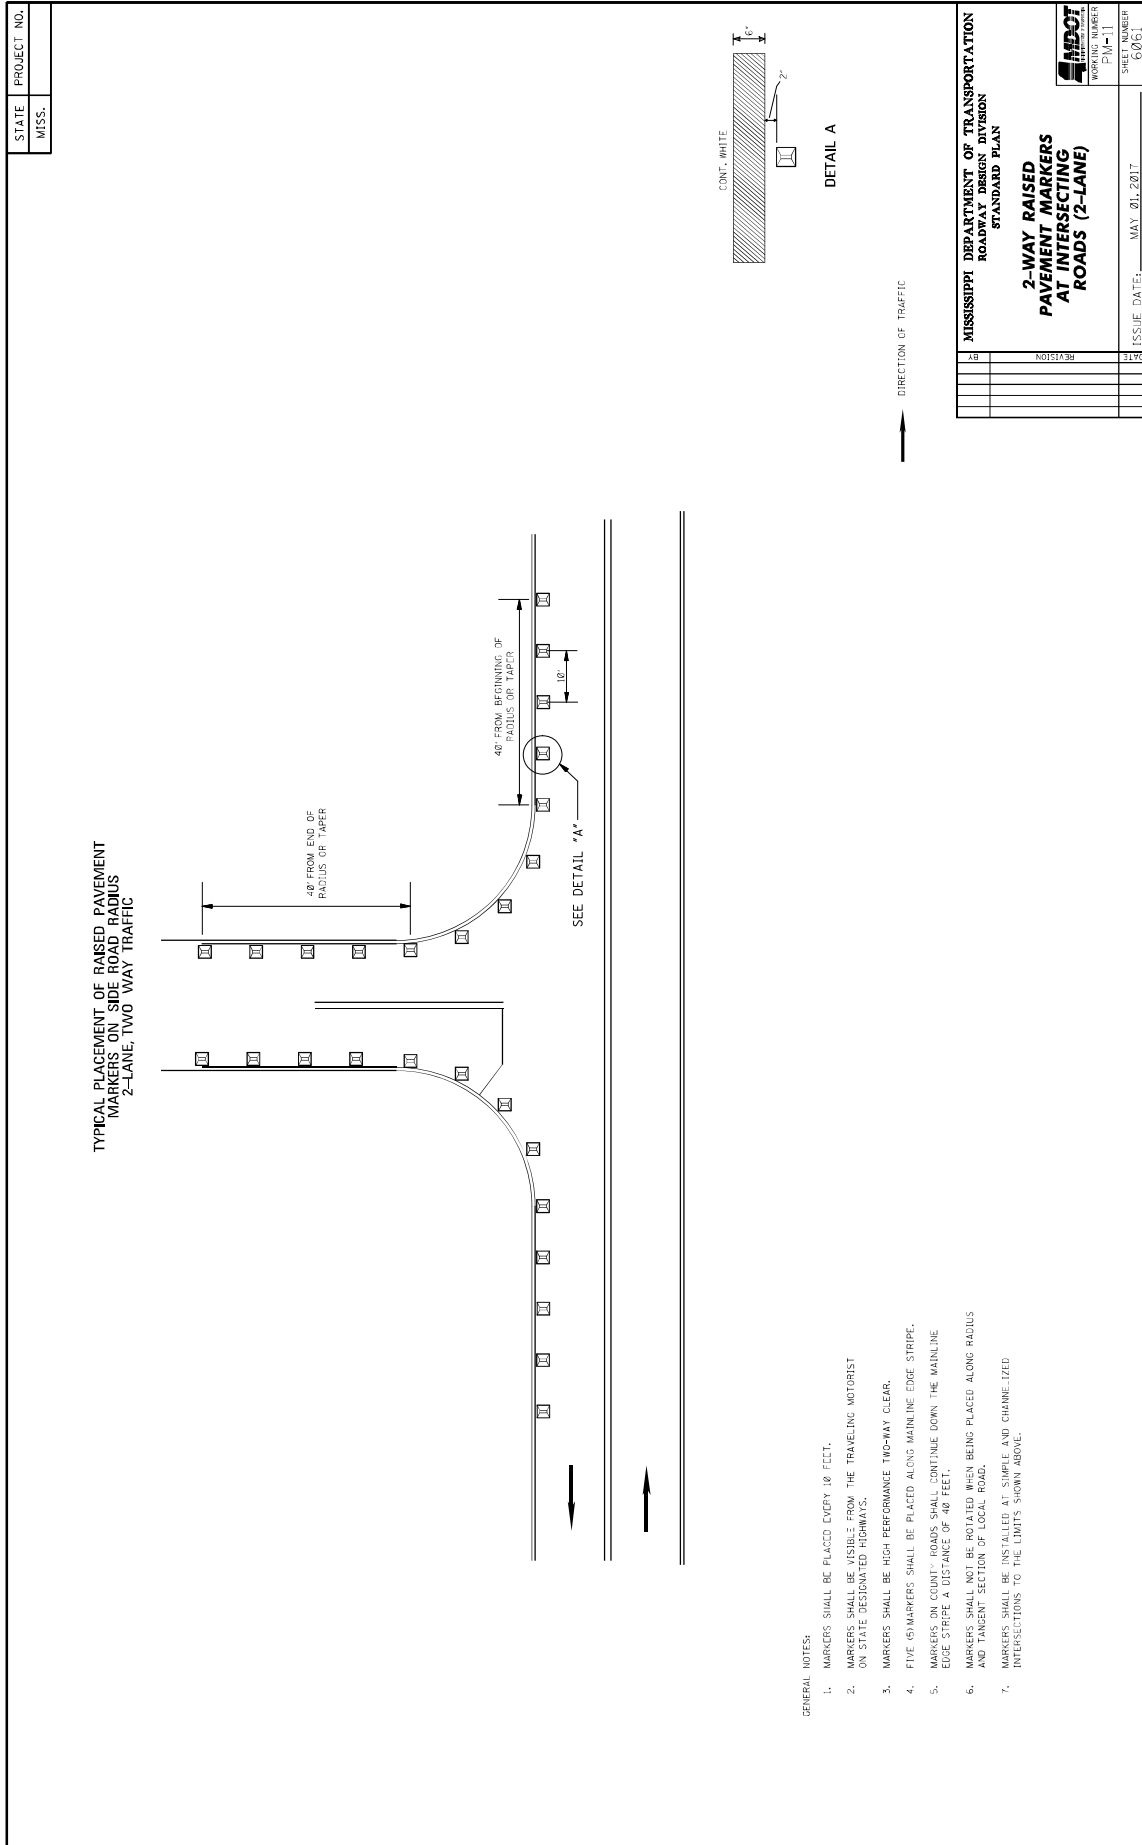 STATE PROJECT NO.
MISS.
TYPICAL PLACEMENT OF RAISED PAVEMENT
MARKERS ON SIDE ROAD RADIUS
2-LANE, TWO WAY TRAFFIC
40' FROM END OF
RADIUS OR TAPER
40' FROM BEGINNING OF
RADIUS OR TAPER
10'
SEE DETAIL "A"
CONT. WHITE
6"
2"
DETAIL A
DIRECTION OF TRAFFIC
GENERAL NOTES:
1. MARKERS SHALL BE PLACED EVERY 10 FEET.
2. MARKERS SHALL BE VISIBLE FROM THE TRAVELING MOTORIST
ON STATE DESIGNATED HIGHWAYS.
3. MARKERS SHALL BE HIGH PERFORMANCE TWO-WAY CLEAR.
4. FIVE (5) MARKERS SHALL BE PLACED ALONG MAINLINE EDGE STRIPE.
5. MARKERS ON COUNTY ROADS SHALL CONTINUE DOWN THE MAINLINE
EDGE STRIPE A DISTANCE OF 40 FEET.
6. MARKERS SHALL NOT BE ROTATED WHEN BEING PLACED ALONG RADIUS
AND TANGENT SECTION OF LOCAL ROAD.
7. MARKERS SHALL BE INSTALLED AT SIMPLE AND CHANNELIZED
INTERSECTIONS TO THE LIMITS SHOWN ABOVE.
BY
REVISION
DATE
MISSISSIPPI DEPARTMENT OF TRANSPORTATION
ROADWAY DESIGN DIVISION
STANDARD PLAN
2-WAY RAISED
PAVEMENT MARKERS
AT INTERSECTING
ROADS (2-LANE)
ISSUE DATE: MAY 01, 2017
MDOT
WORKING NUMBER
PM-11
SHEET NUMBER
6061